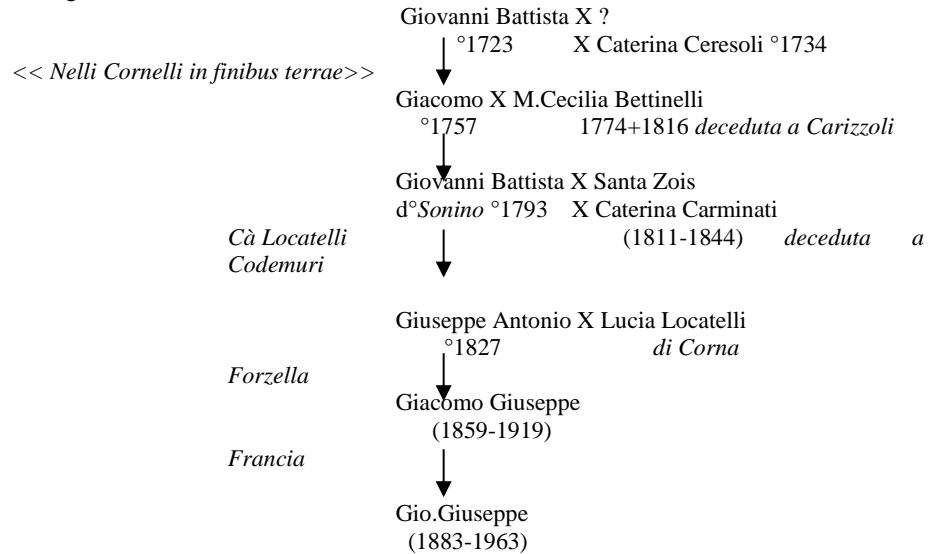 Giovanni Battista X ?
°1723 X Caterina Ceresoli °1734
<< Nelli Cornelli in finibus terrae>>
Giacomo X M.Cecilia Bettinelli
°1757 1774+1816 deceduta a Carizzoli
Giovanni Battista X Santa Zois
d°Sonino °1793 X Caterina Carminati
Cà Locatelli (1811-1844) deceduta a
Codemuri
Giuseppe Antonio X Lucia Locatelli
°1827 di Corna
Forzella
Giacomo Giuseppe
(1859-1919)
Francia
Gio.Giuseppe
(1883-1963)